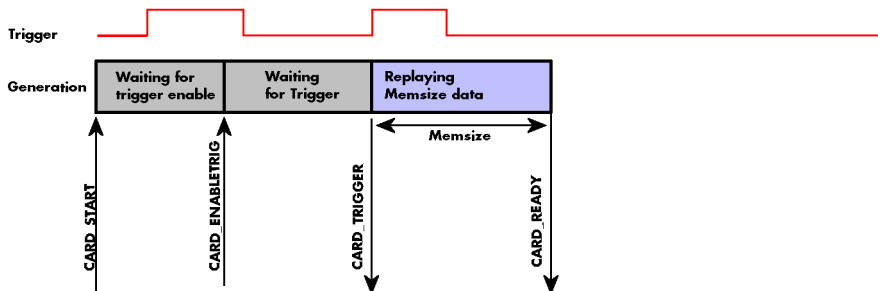 Trigger
Generation
Waiting for
trigger enable
Waiting
for Trigger
Replaying
Memsize data
Memsize
CARD_START
CARD_ENABLETRIG
CARD_TRIGGER
CARD_READY